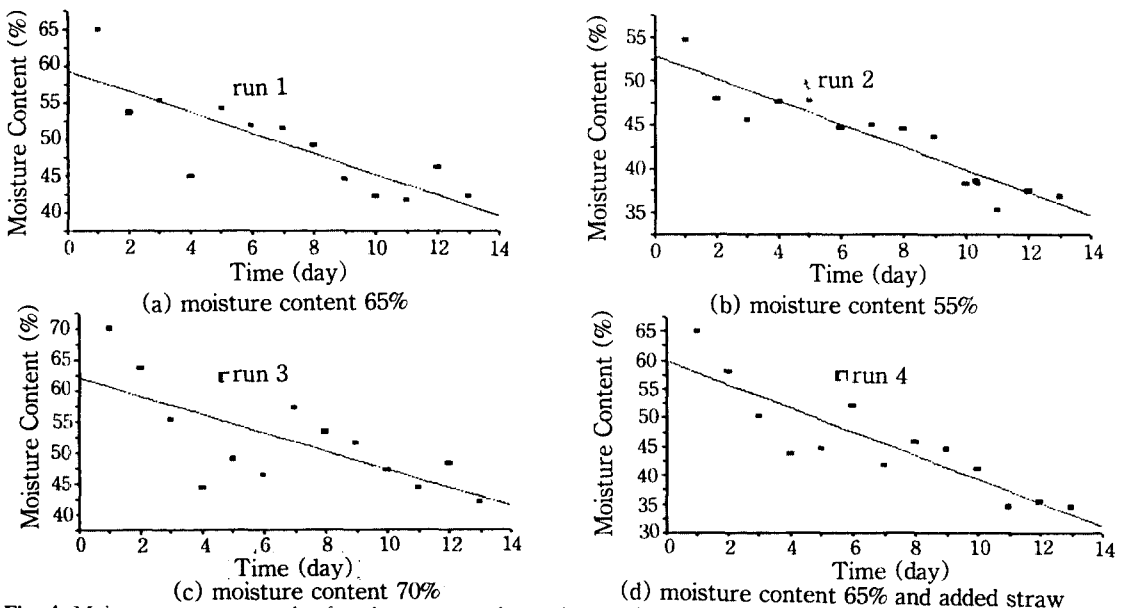 Moisture Content (%)
65
60
55
50
45
40
run 1
0 2 4 6 8 10 12 14
Time (day)
(a) moisture content 65%
Moisture Content (%)
55
50
45
40
35
run 2
0 2 4 6 8 10 12 14
Time (day)
(b) moisture content 55%
Moisture Content (%)
70
65
60
55
50
45
40
run 3
0 2 4 6 8 10 12 14
Time (day)
(c) moisture content 70%
Moisture Content (%)
65
60
50
45
40
35
30
run 4
0 2 4 6 8 10 12 14
Time (day)
(d) moisture content 65% and added straw